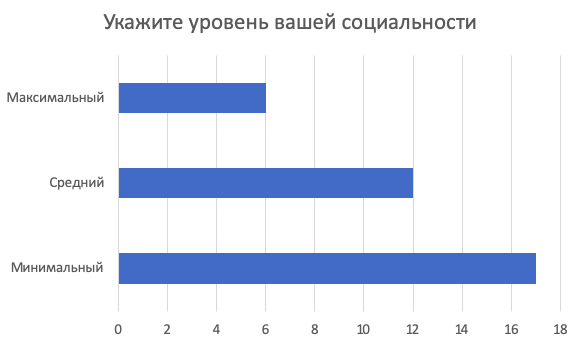 Укажите уровень вашей социальности
Максимальный
Средний
Минимальный
0 2 4 6 8 10 12 14 16 18